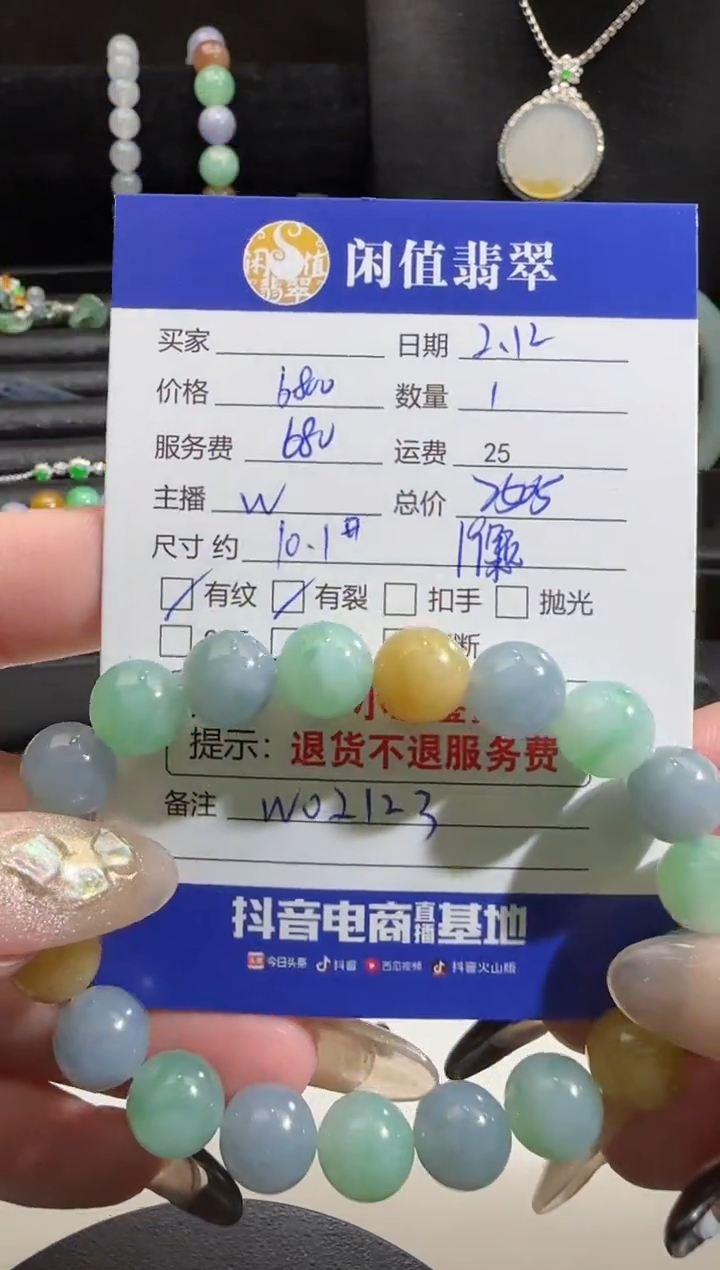 闲值翡翠
闲值翡翠
买家 日期 2.12
价格 6800 数量 1
服务费 680 运费 25
主播 W 总价 7505
尺寸 约 10.1 19颗
有纹 有裂 扣手 抛光
断
小
提示: 退货不退服务费
备注 W02123
抖音电商直播基地
今日头条 抖音 西瓜视频 抖音火山版